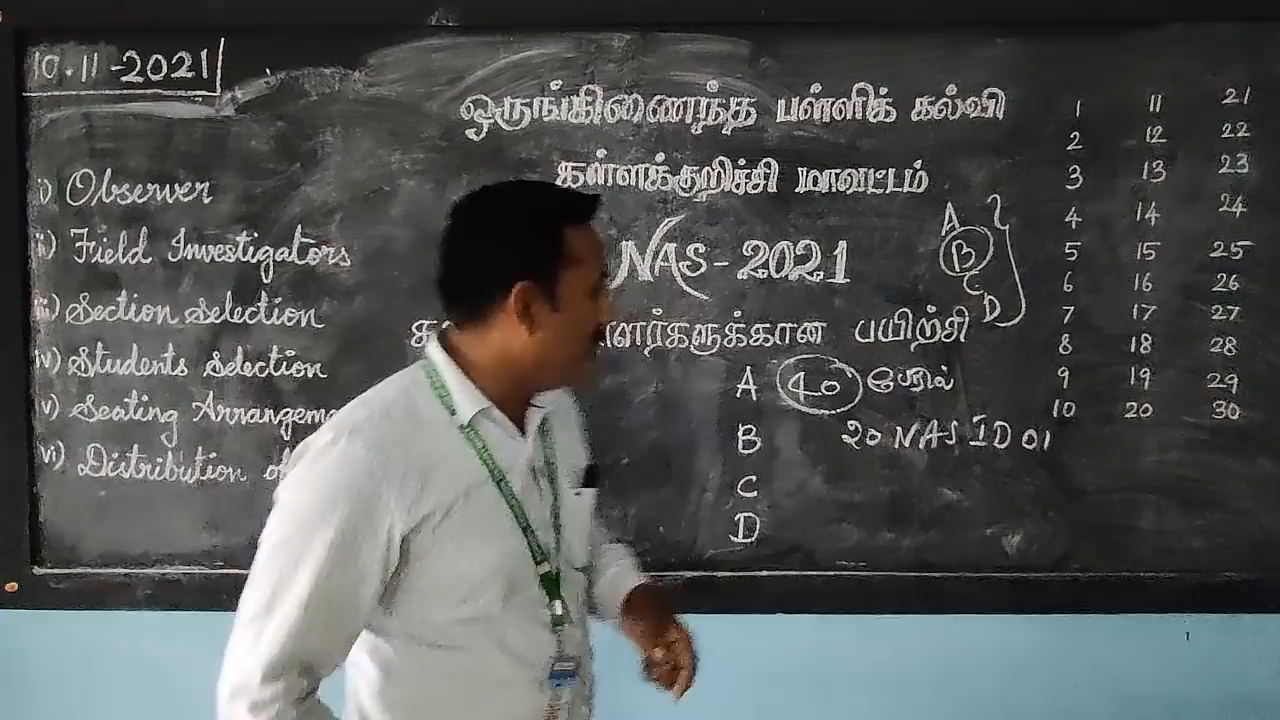 10.11-2021
i) Observer
ii) Field Investigators
iii) Section Selection
iv) Students Selection
v) Seating
vi) Distribution
ஒருங்கிணைந்த பள்ளிக் கல்வி
கள்ளக்குறிச்சி மாவட்டம்
NAS-2021
பயிற்சி
A 40 பேரில்
B 20 NAS ID 01
C
D
A
B
C
D
1 11 21
2 12 22
3 13 23
4 14 24
5 15 25
6 16 26
7 17 27
8 18 28
9 19 29
10 20 30